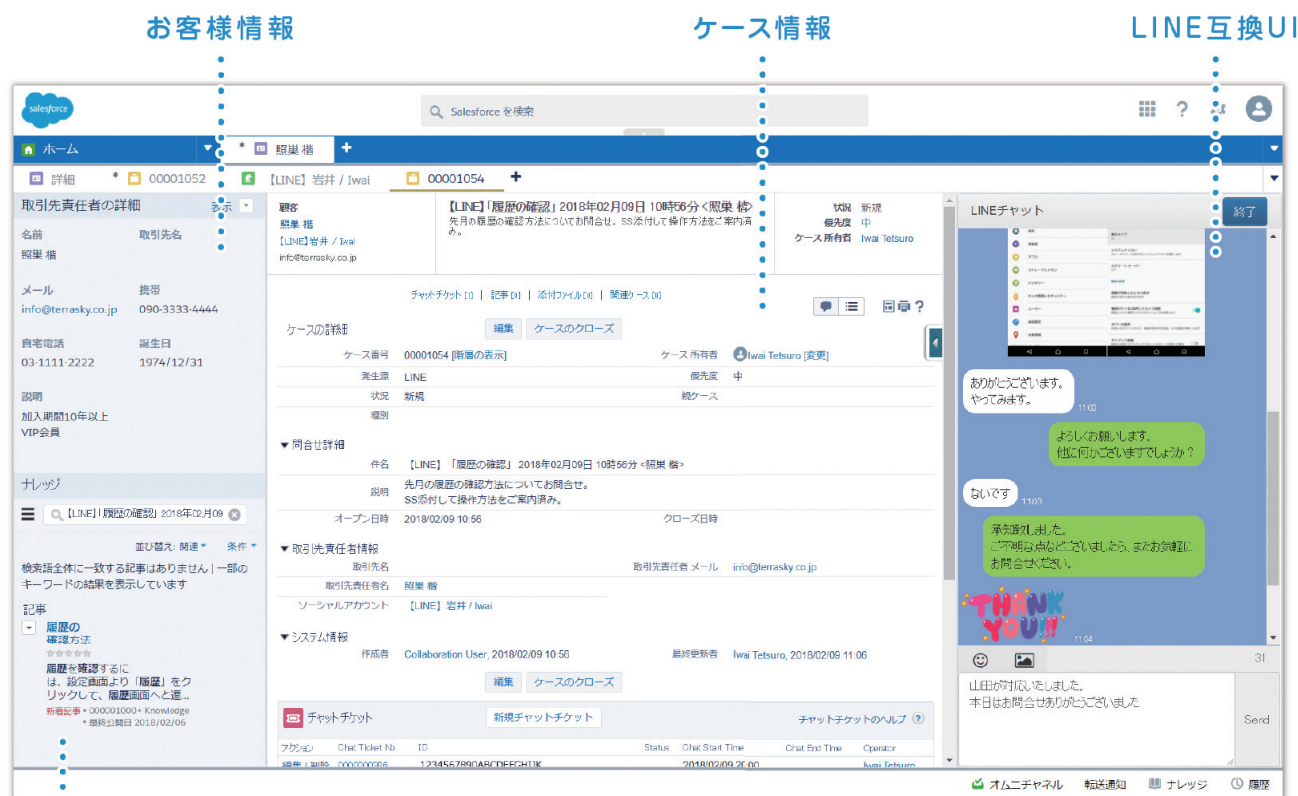 お客様情報
ケース情報
LINE互換UI
salesforce
Salesforce を検索
?
ホーム
* 照巣 楷
+
詳細
* 00001052
【LINE】岩井 / Iwai
00001054
+
取引先責任者の詳細
表示
名前
取引先名
照巣 楷
メール
携帯
info@terrasky.co.jp
090-3333-4444
自宅電話
誕生日
03-1111-2222
1974/12/31
説明
加入期間10年以上
VIP会員
ナレッジ
【LINE】「履歴の確認」 2018年02月09
並び替え: 関連
条件
検索語全体に一致する記事はありません | 一部の
キーワードの結果を表示しています
記事
履歴の
確認方法
履歴を確認するに
は、設定画面より「履歴」をク
リックして、履歴画面へと遷...
新着記事 • 000001000 • Knowledge
• 最終公開日 2018/02/06
顧客
照巣 楷
【LINE】岩井 / Iwai
info@terrasky.co.jp
【LINE】「履歴の確認」 2018年02月09日 10時56分 <照巣 楷>
先月の履歴の確認方法についてお問合せ。SS添付して操作方法をご案内済
み。
状況 新規
優先度 中
ケース所有者 Iwai Tetsuro
チャットチケット [1] | 記事 [0] | 添付ファイル [0] | 関連ケース [0]
?
ケースの詳細
編集
ケースのクローズ
ケース番号 00001054 [階層の表示]
ケース所有者 Iwai Tetsuro [変更]
発生源 LINE
優先度 中
状況 新規
親ケース
種別
▼問合せ詳細
件名 【LINE】「履歴の確認」 2018年02月09日 10時56分 <照巣 楷>
説明
先月の履歴の確認方法についてお問合せ。
SS添付して操作方法をご案内済み。
オープン日時 2018/02/09 10:56
クローズ日時
▼取引先責任者情報
取引先名
取引先責任者 メール info@terrasky.co.jp
取引先責任者名 照巣 楷
ソーシャルアカウント 【LINE】岩井 / Iwai
▼システム情報
作成者 Collaboration User, 2018/02/09 10:56
最終更新者 Iwai Tetsuro, 2018/02/09 11:06
編集
ケースのクローズ
チャットチケット
新規チャットチケット
チャットチケットのヘルプ ?
アクション Chat Ticket No. ID Status Chat Start Time Chat End Time Operator
編集 | 削除 0000000396 1234567890ABCDEFGHIJK 2018/02/09 20:00 Iwai Tetsuro
LINEチャット
終了
ありがとうございます。
やってみます。
11:03
よろしくお願いします。
他に何かございますでしょうか？
ないです
11:03
承知致しました。
ご不明な点などございましたら、またお気軽に
お問合せください。
THANK
YOU!!!
11:04
31
山田が対応いたしました。
本日はお問合せありがとうございました
Send
オムニチャネル
転送通知
ナレッジ
履歴